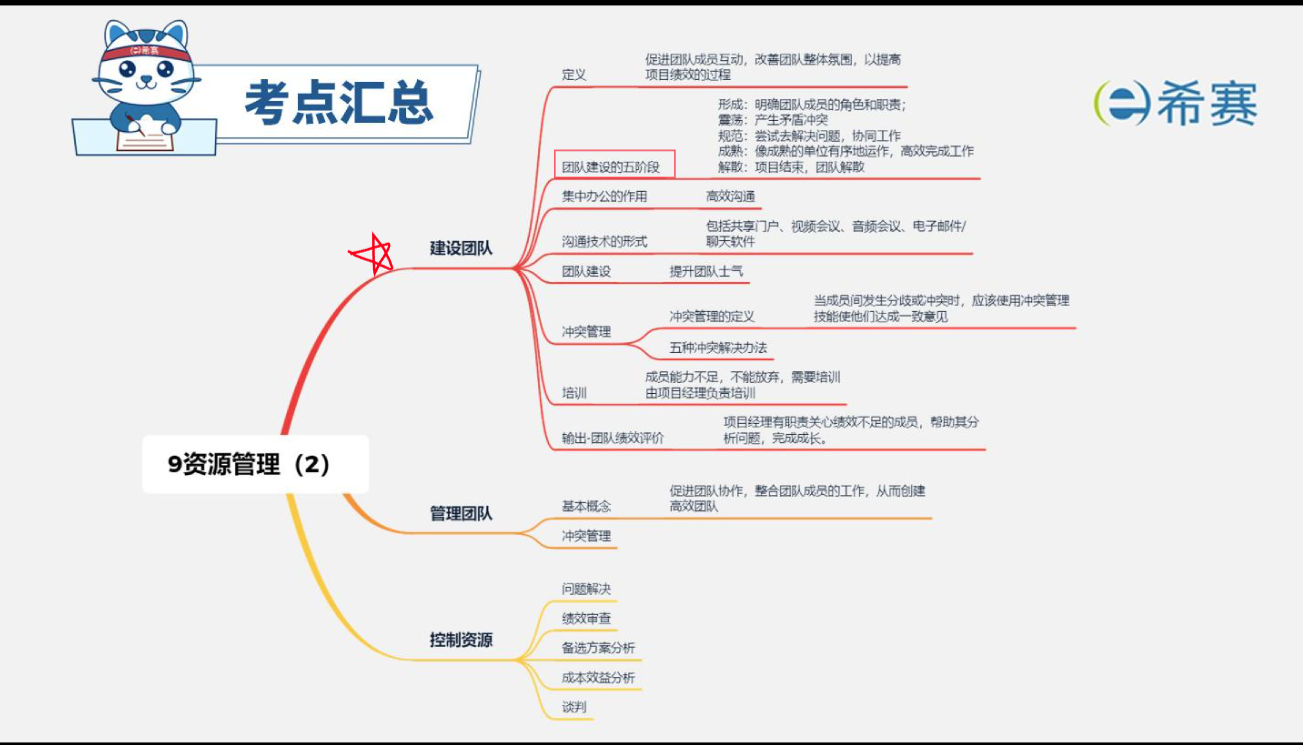 希赛
考点汇总
希赛
9资源管理（2）
建设团队
定义
促进团队成员互动，改善团队整体氛围，以提高
项目绩效的过程
团队建设的五阶段
形成：明确团队成员的角色和职责；
震荡：产生矛盾冲突
规范：尝试去解决问题，协同工作
成熟：像成熟的单位有序地运作，高效完成工作
解散：项目结束，团队解散
集中办公的作用
高效沟通
沟通技术的形式
包括共享门户、视频会议、音频会议、电子邮件/
聊天软件
团队建设
提升团队士气
冲突管理
冲突管理的定义
当成员间发生分歧或冲突时，应该使用冲突管理
技能使他们达成一致意见
五种冲突解决办法
培训
成员能力不足，不能放弃，需要培训
由项目经理负责培训
输出-团队绩效评价
项目经理有职责关心绩效不足的成员，帮助其分
析问题，完成成长。
管理团队
基本概念
促进团队协作，整合团队成员的工作，从而创建
高效团队
冲突管理
控制资源
问题解决
绩效审查
备选方案分析
成本效益分析
谈判